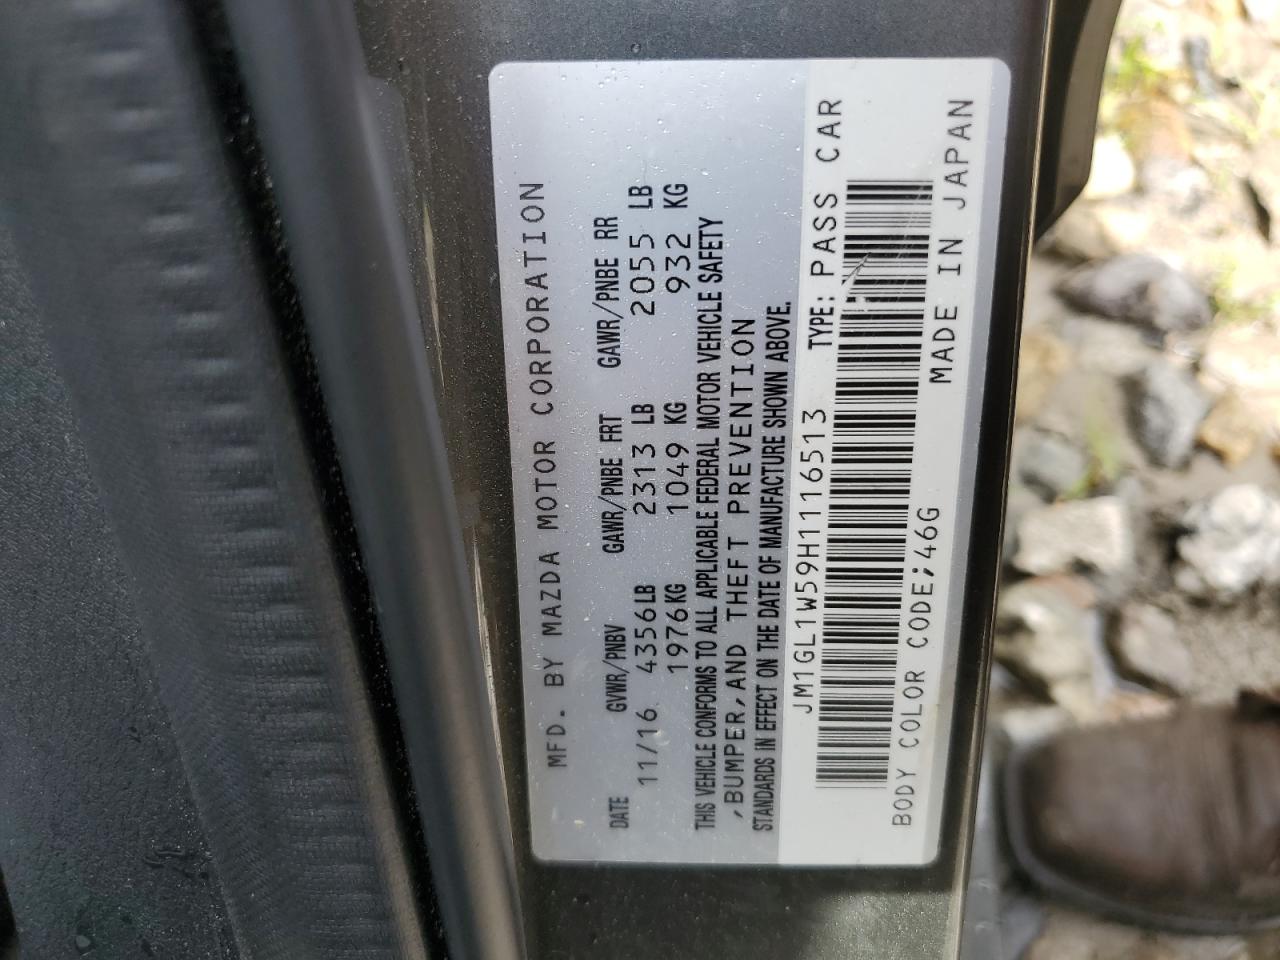 MFD. BY MAZDA MOTOR CORPORATION
DATE GVWR/PNBV GAWR/PNBE FRT GAWR/PNBE RR
11/16 4356LB 2313 LB 2055 LB
1976KG 1049 KG 932 KG
THIS VEHICLE CONFORMS TO ALL APPLICABLE FEDERAL MOTOR VEHICLE SAFETY
,BUMPER,AND THEFT PREVENTION
STANDARDS IN EFFECT ON THE DATE OF MANUFACTURE SHOWN ABOVE.
JM1GL1W59H1116513 TYPE: PASS CAR
BODY COLOR CODE;46G MADE IN JAPAN